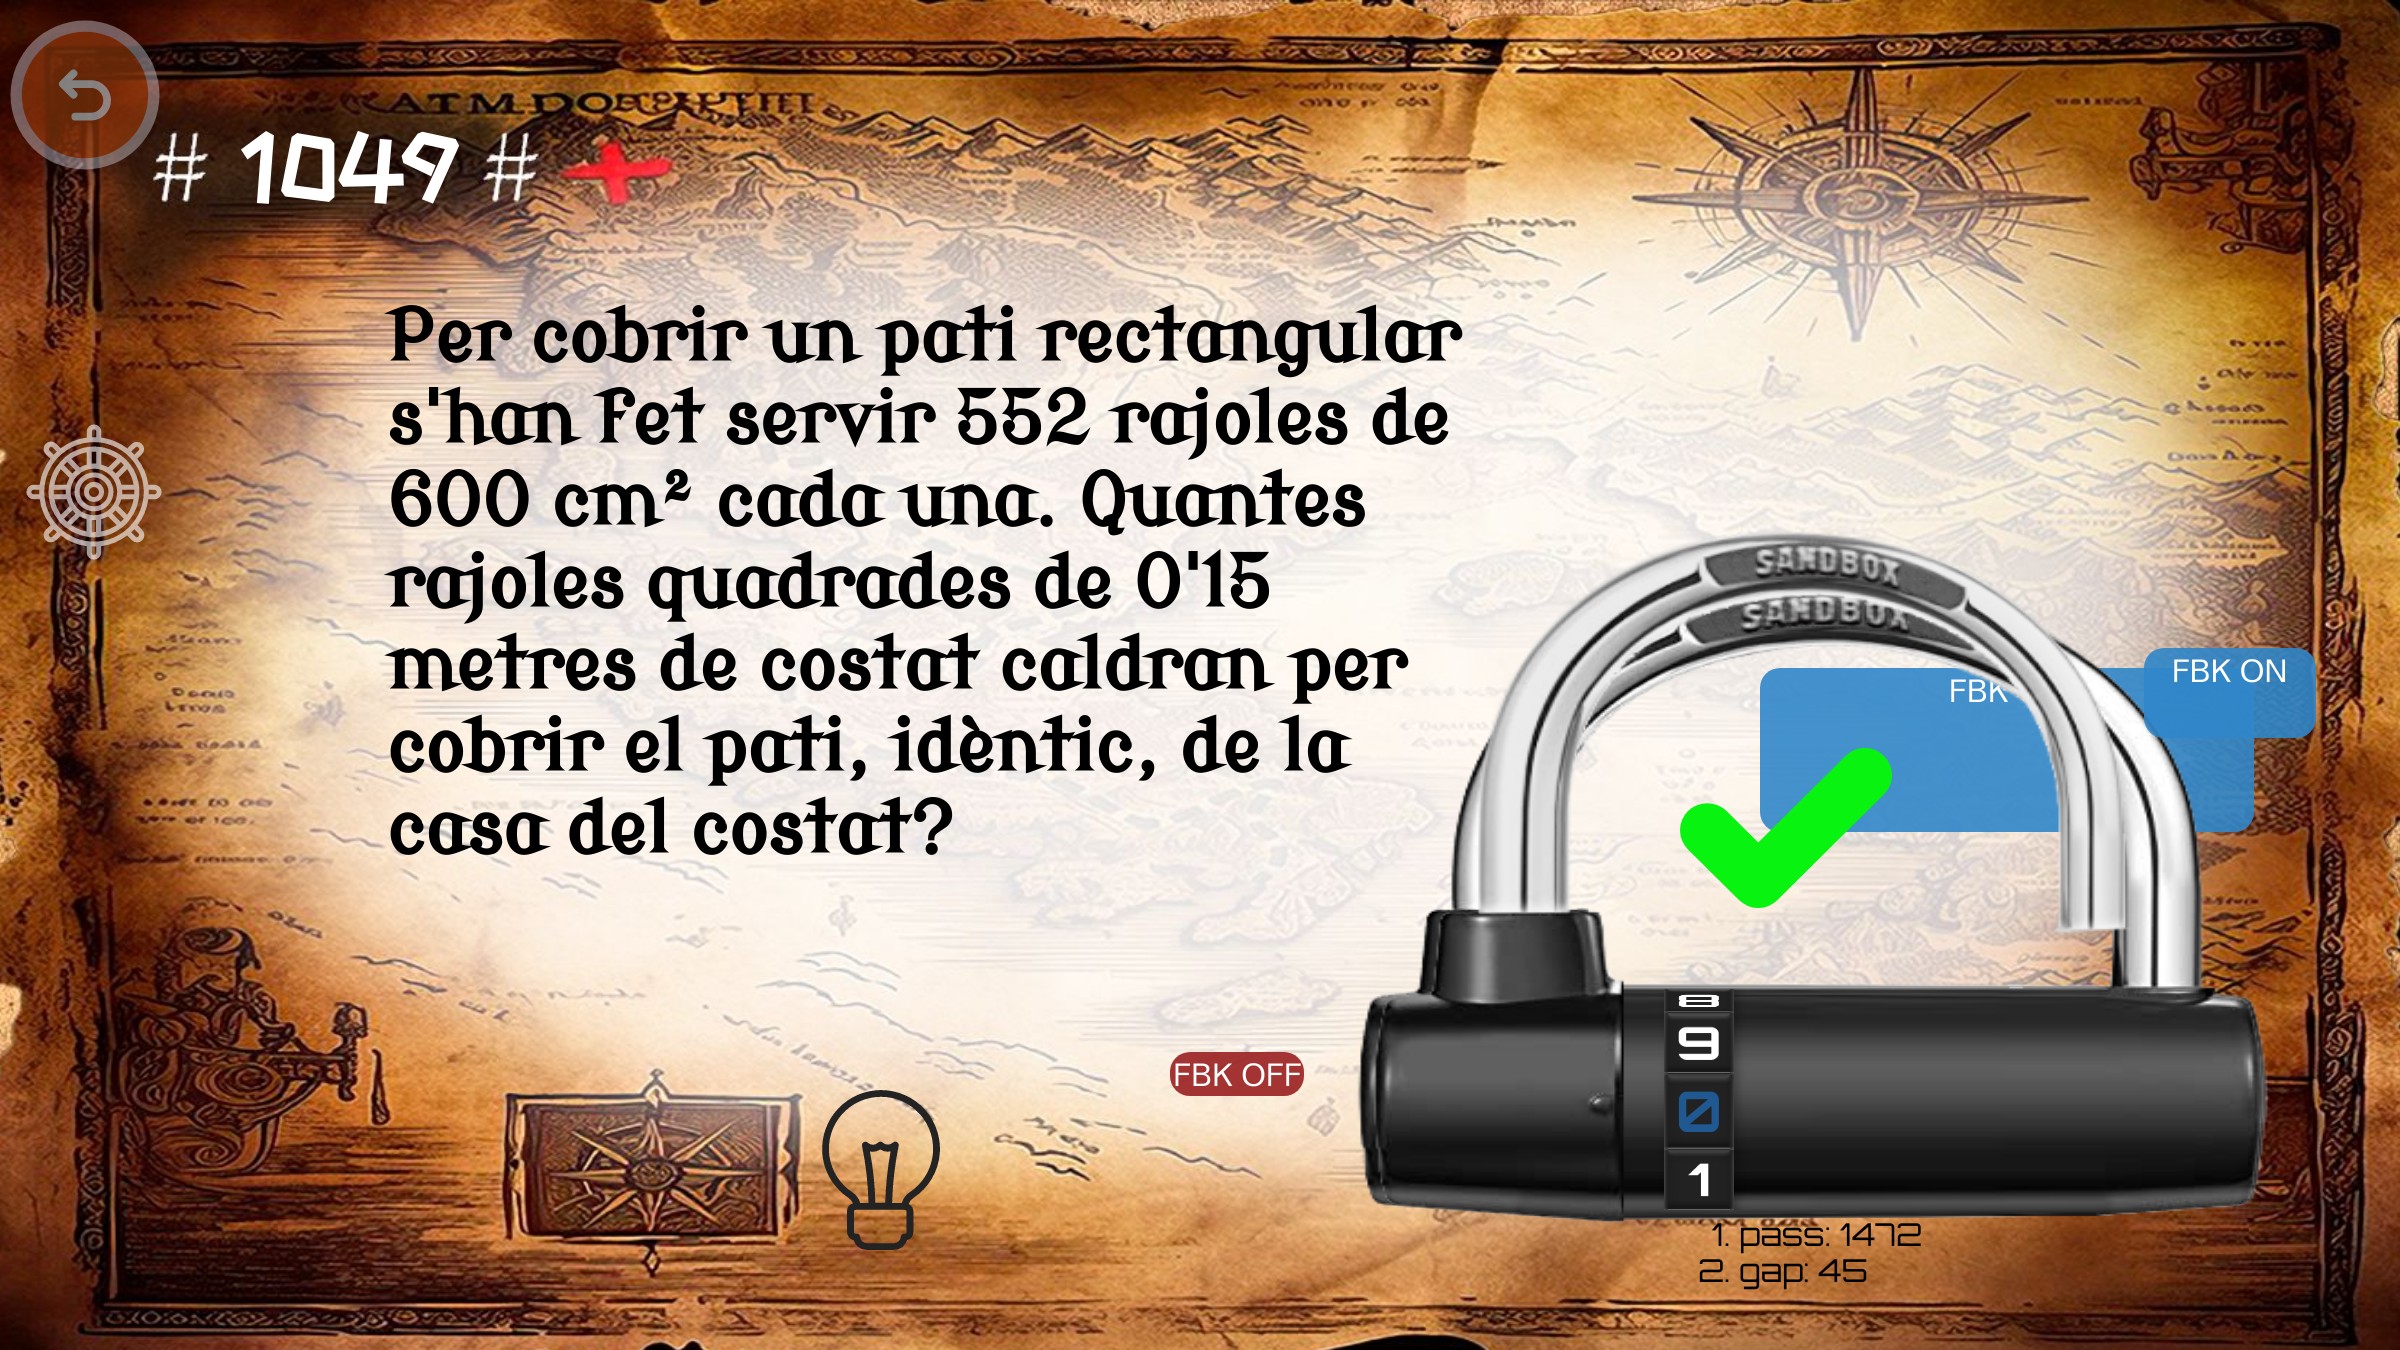 # 1049 #
Per cobrir un pati rectangular
s'han fet servir 552 rajoles de
600 cm² cada una. Quantes
rajoles quadrades de 0'15
metres de costat caldran per
cobrir el pati, idèntic, de la
casa del costat?
SANDBOX
SANDBOX
FBK ON
FBK
FBK OFF
8
9
0
1
1. pass: 1472
2. gap: 45